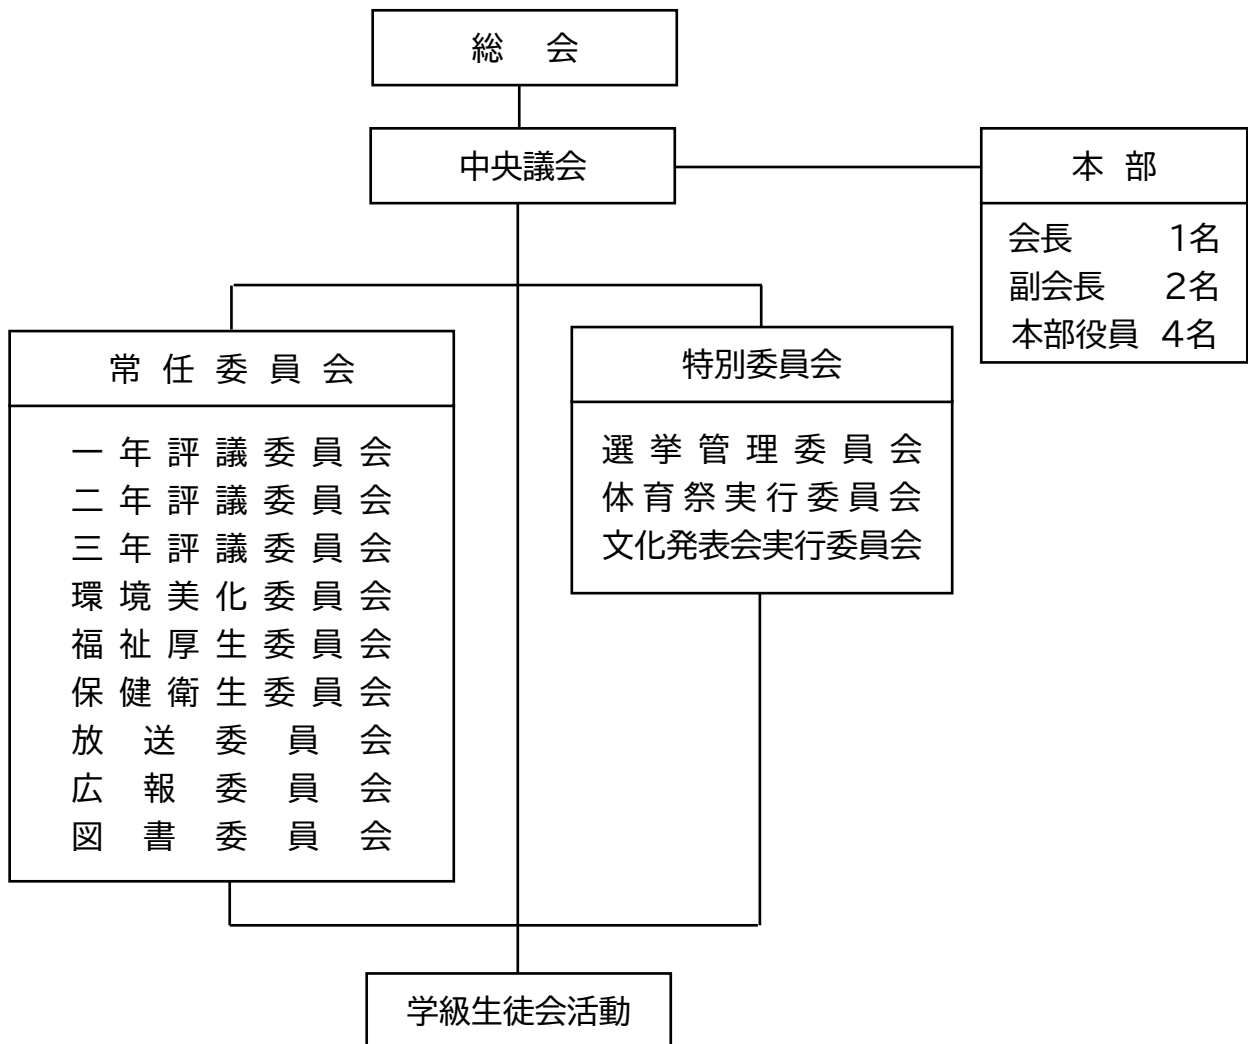 総会
中央議会
本部
会長 1名
副会長 2名
本部役員 4名
常任委員会
一年評議委員会
二年評議委員会
三年評議委員会
環境美化委員会
福祉厚生委員会
保健衛生委員会
放送委員会
広報委員会
図書委員会
特別委員会
選挙管理委員会
体育祭実行委員会
文化発表会実行委員会
学級生徒会活動